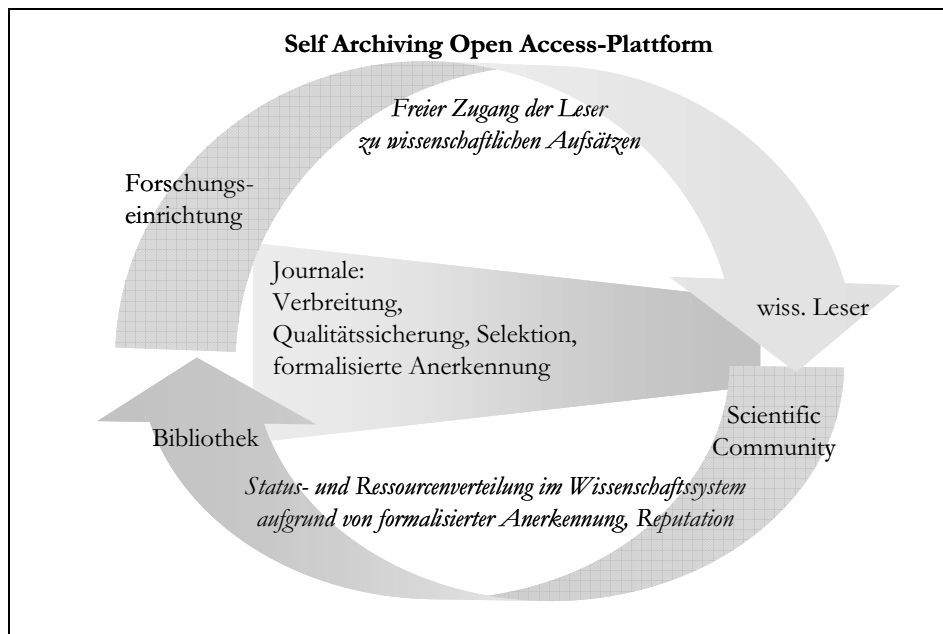 Self Archiving Open Access-Plattform
Freier Zugang der Leser
zu wissenschaftlichen Aufsätzen
Forschungs-
einrichtung
Journale:
Verbreitung,
Qualitätssicherung, Selektion,
formalisierte Anerkennung
wiss. Leser
Scientific
Community
Bibliothek
Status- und Ressourcenverteilung im Wissenschaftssystem
aufgrund von formalisierter Anerkennung, Reputation